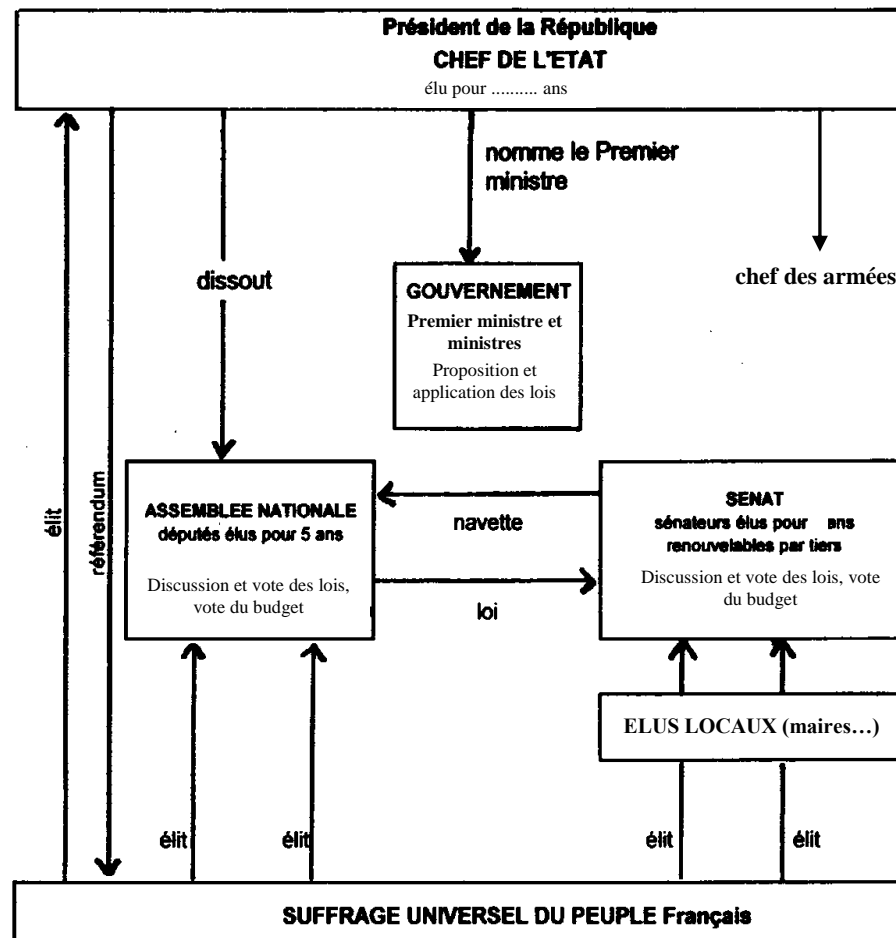 Président de la République
CHEF DE L'ETAT
élu pour .......... ans
nomme le Premier
ministre
dissout
chef des armées
GOUVERNEMENT
Premier ministre et
ministres
Proposition et
application des lois
élit
référendum
ASSEMBLEE NATIONALE
députés élus pour 5 ans
Discussion et vote des lois,
vote du budget
navette
loi
SENAT
sénateurs élus pour ans
renouvelables par tiers
Discussion et vote des lois, vote
du budget
ELUS LOCAUX (maires…)
élit
élit
élit
élit
SUFFRAGE UNIVERSEL DU PEUPLE Français